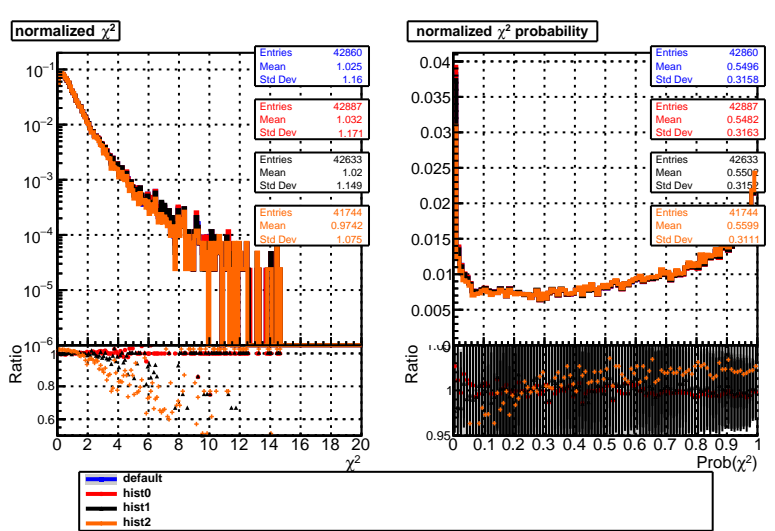 normalized χ²
normalized χ² probability
Entries 42860
Mean 1.025
Std Dev 1.16
Entries 42887
Mean 1.032
Std Dev 1.171
Entries 42633
Mean 1.02
Std Dev 1.149
Entries 41744
Mean 0.9742
Std Dev 1.075
10⁻¹
10⁻²
10⁻³
10⁻⁴
10⁻⁵
10⁻⁶
Ratio
1
0.8
0.6
0 2 4 6 8 10 12 14 16 18 20
χ²
Entries 42860
Mean 0.5496
Std Dev 0.3158
Entries 42887
Mean 0.5482
Std Dev 0.3163
Entries 42633
Mean 0.5508
Std Dev 0.3152
Entries 41744
Mean 0.5599
Std Dev 0.3111
0.04
0.035
0.03
0.025
0.02
0.015
0.01
0.005
0
Ratio
1
0.95
0 0.1 0.2 0.3 0.4 0.5 0.6 0.7 0.8 0.9 1
Prob(χ²)
default
hist0
hist1
hist2